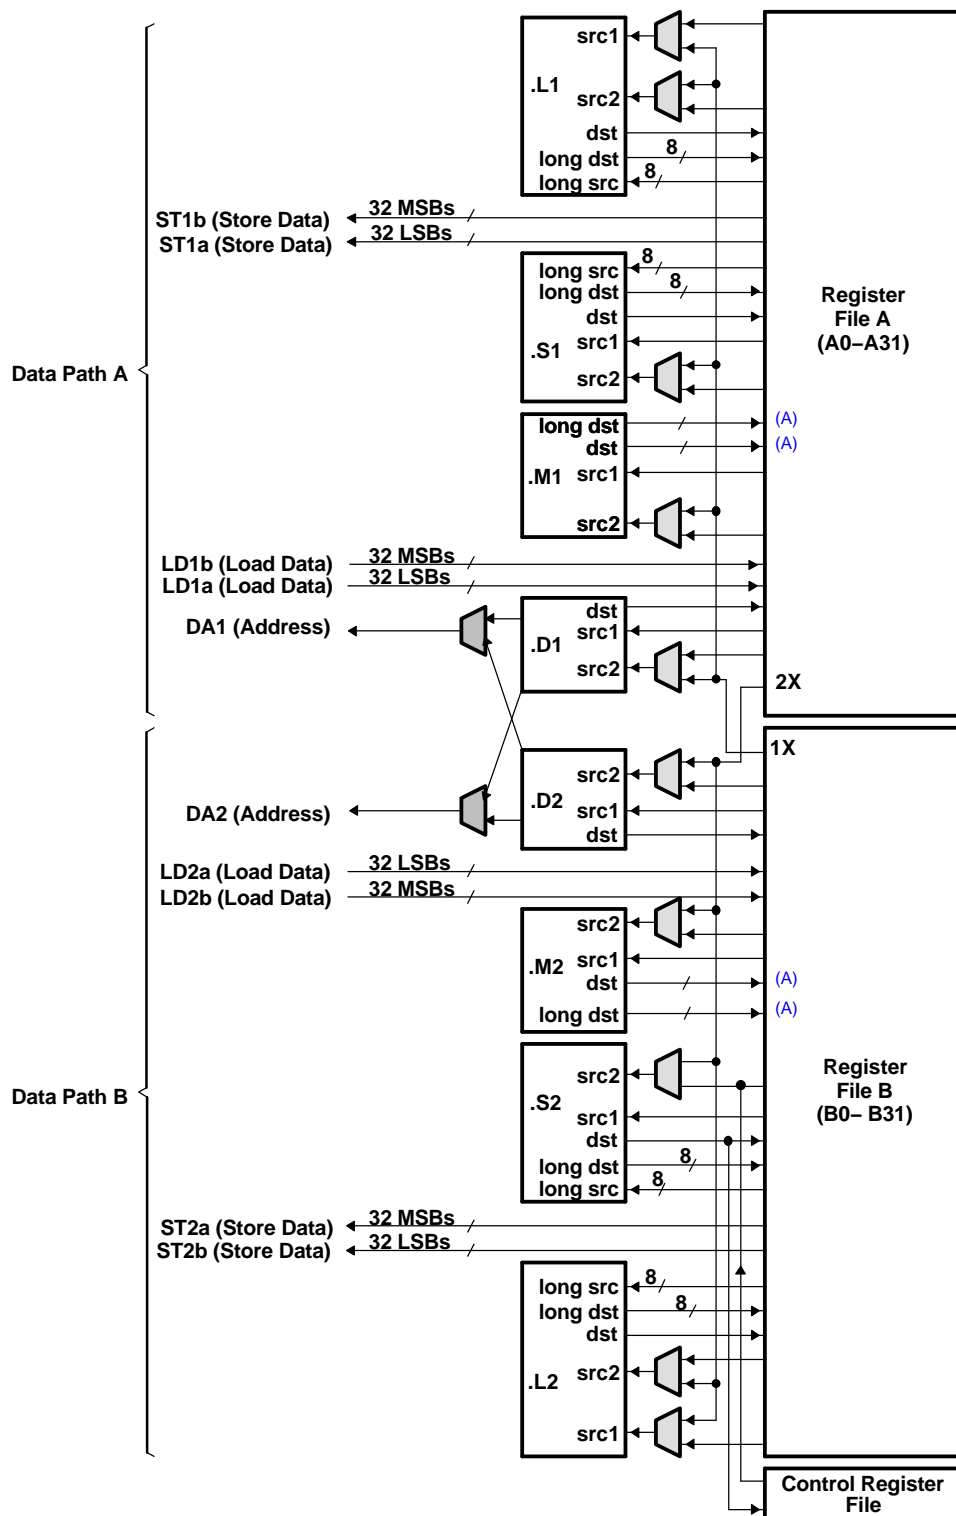 src1
.L1
src2
dst
long dst
8
long src
8
ST1b (Store Data)
32 MSBs
ST1a (Store Data)
32 LSBs
long src
8
long dst
8
dst
.S1
src1
src2
Register
File A
(A0–A31)
Data Path A
long dst
(A)
dst
(A)
.M1
src1
src2
LD1b (Load Data)
32 MSBs
LD1a (Load Data)
32 LSBs
DA1 (Address)
dst
src1
.D1
src2
2X
1X
src2
.D2
DA2 (Address)
src1
dst
LD2a (Load Data)
32 LSBs
LD2b (Load Data)
32 MSBs
src2
.M2
src1
dst
(A)
long dst
(A)
Register
File B
(B0– B31)
Data Path B
src2
.S2
src1
dst
long dst
8
long src
8
ST2a (Store Data)
32 MSBs
ST2b (Store Data)
32 LSBs
long src
8
long dst
8
dst
src2
.L2
src1
Control Register
File